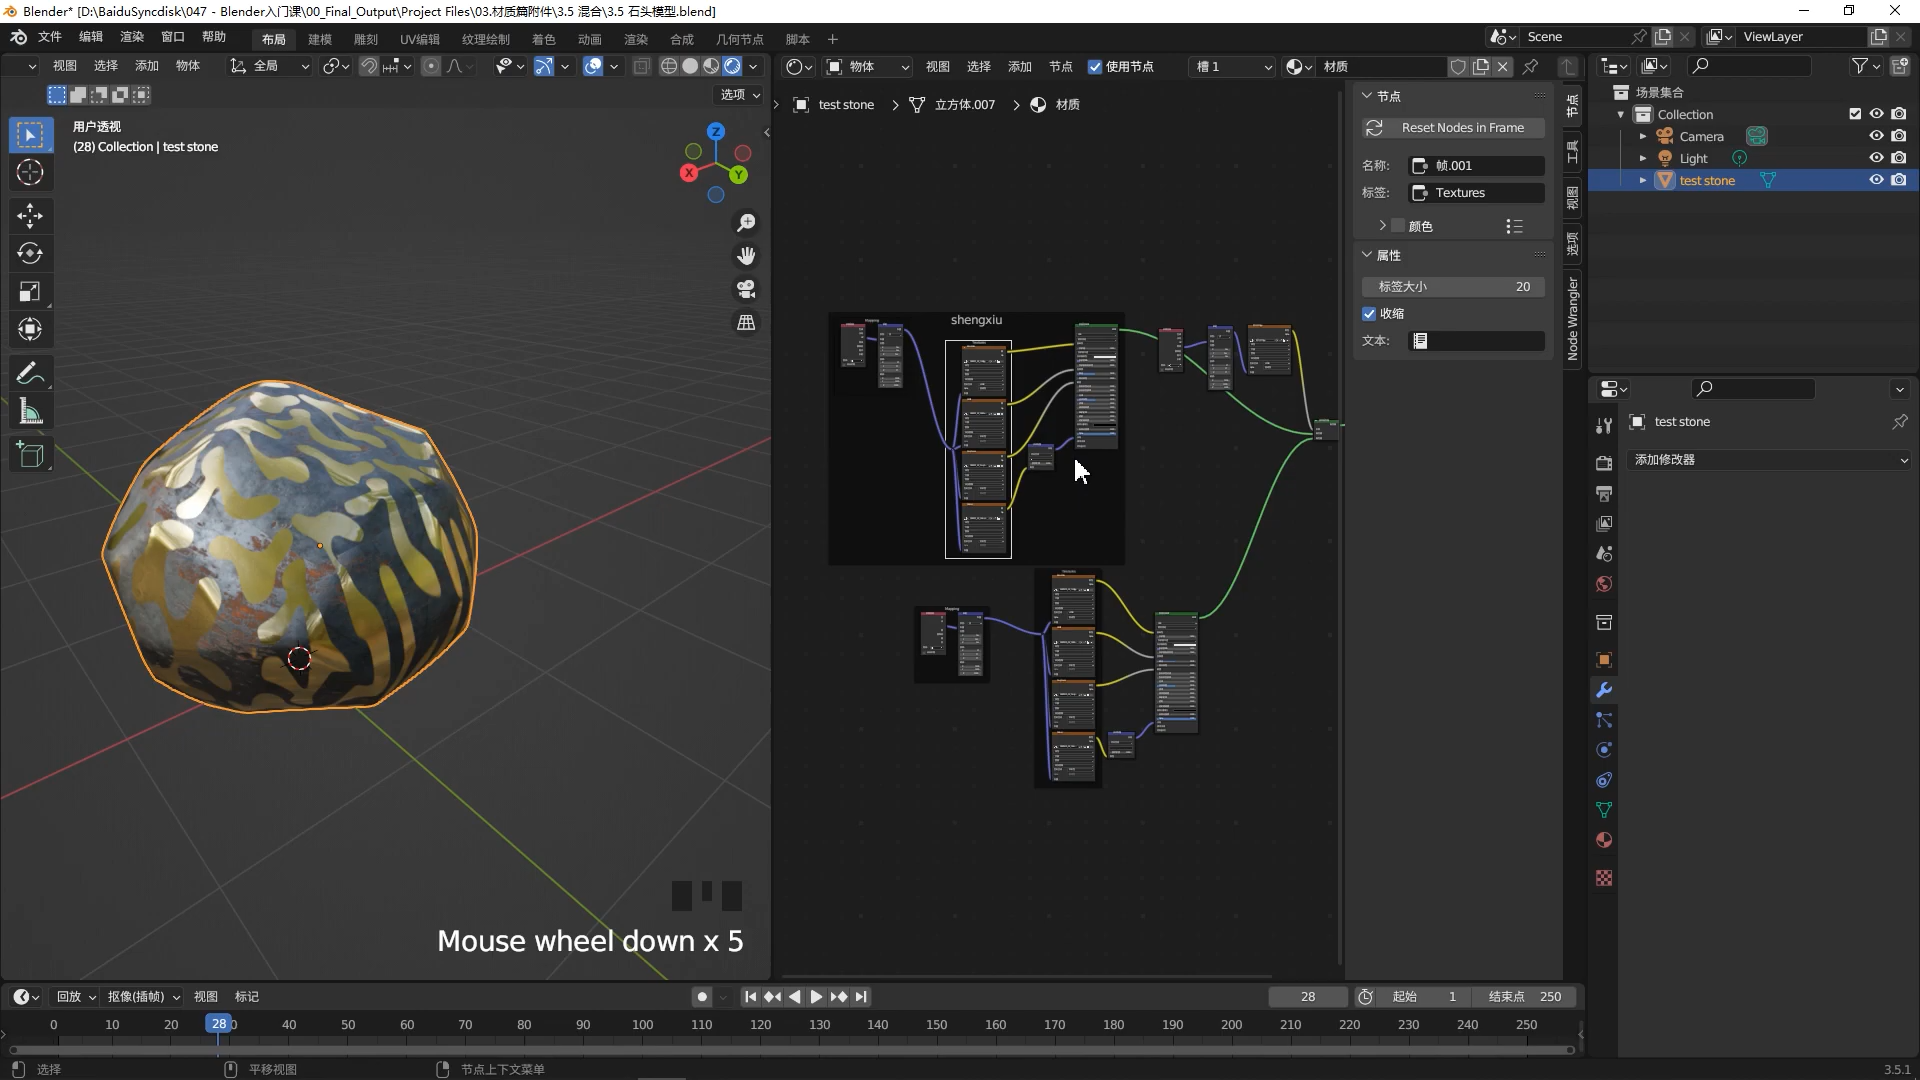 Blender* [D:\BaiduSyncdisk\047 - Blender入门课\00_Final_Output\Project Files\03.材质篇附件\3.5 混合\3.5 石头模型.blend]
文件 编辑 渲染 窗口 帮助 布局 建模 雕刻 UV编辑 纹理绘制 着色 动画 渲染 合成 几何节点 脚本 + Scene ViewLayer
视图 选择 添加 物体 全局 物体 视图 选择 添加 节点 使用节点 槽 1 材质
选项
test stone > 立方体.007 > 材质
用户透视
(28) Collection | test stone
Z
X
Y
shengxiu
Mapping
Mouse wheel down x 5
节点
Reset Nodes in Frame
名称: 帧.001
标签: Textures
颜色
属性
标签大小 20
收缩
文本:
节点
工具
视图
选项
Node Wrangler
场景集合
Collection
Camera
Light
test stone
test stone
添加修改器
回放 抠像(插帧) 视图 标记 28 起始 1 结束点 250
0 10 20 28 0 40 50 60 70 80 90 100 110 120 130 140 150 160 170 180 190 200 210 220 230 240 250
选择 平移视图 节点上下文菜单 3.5.1